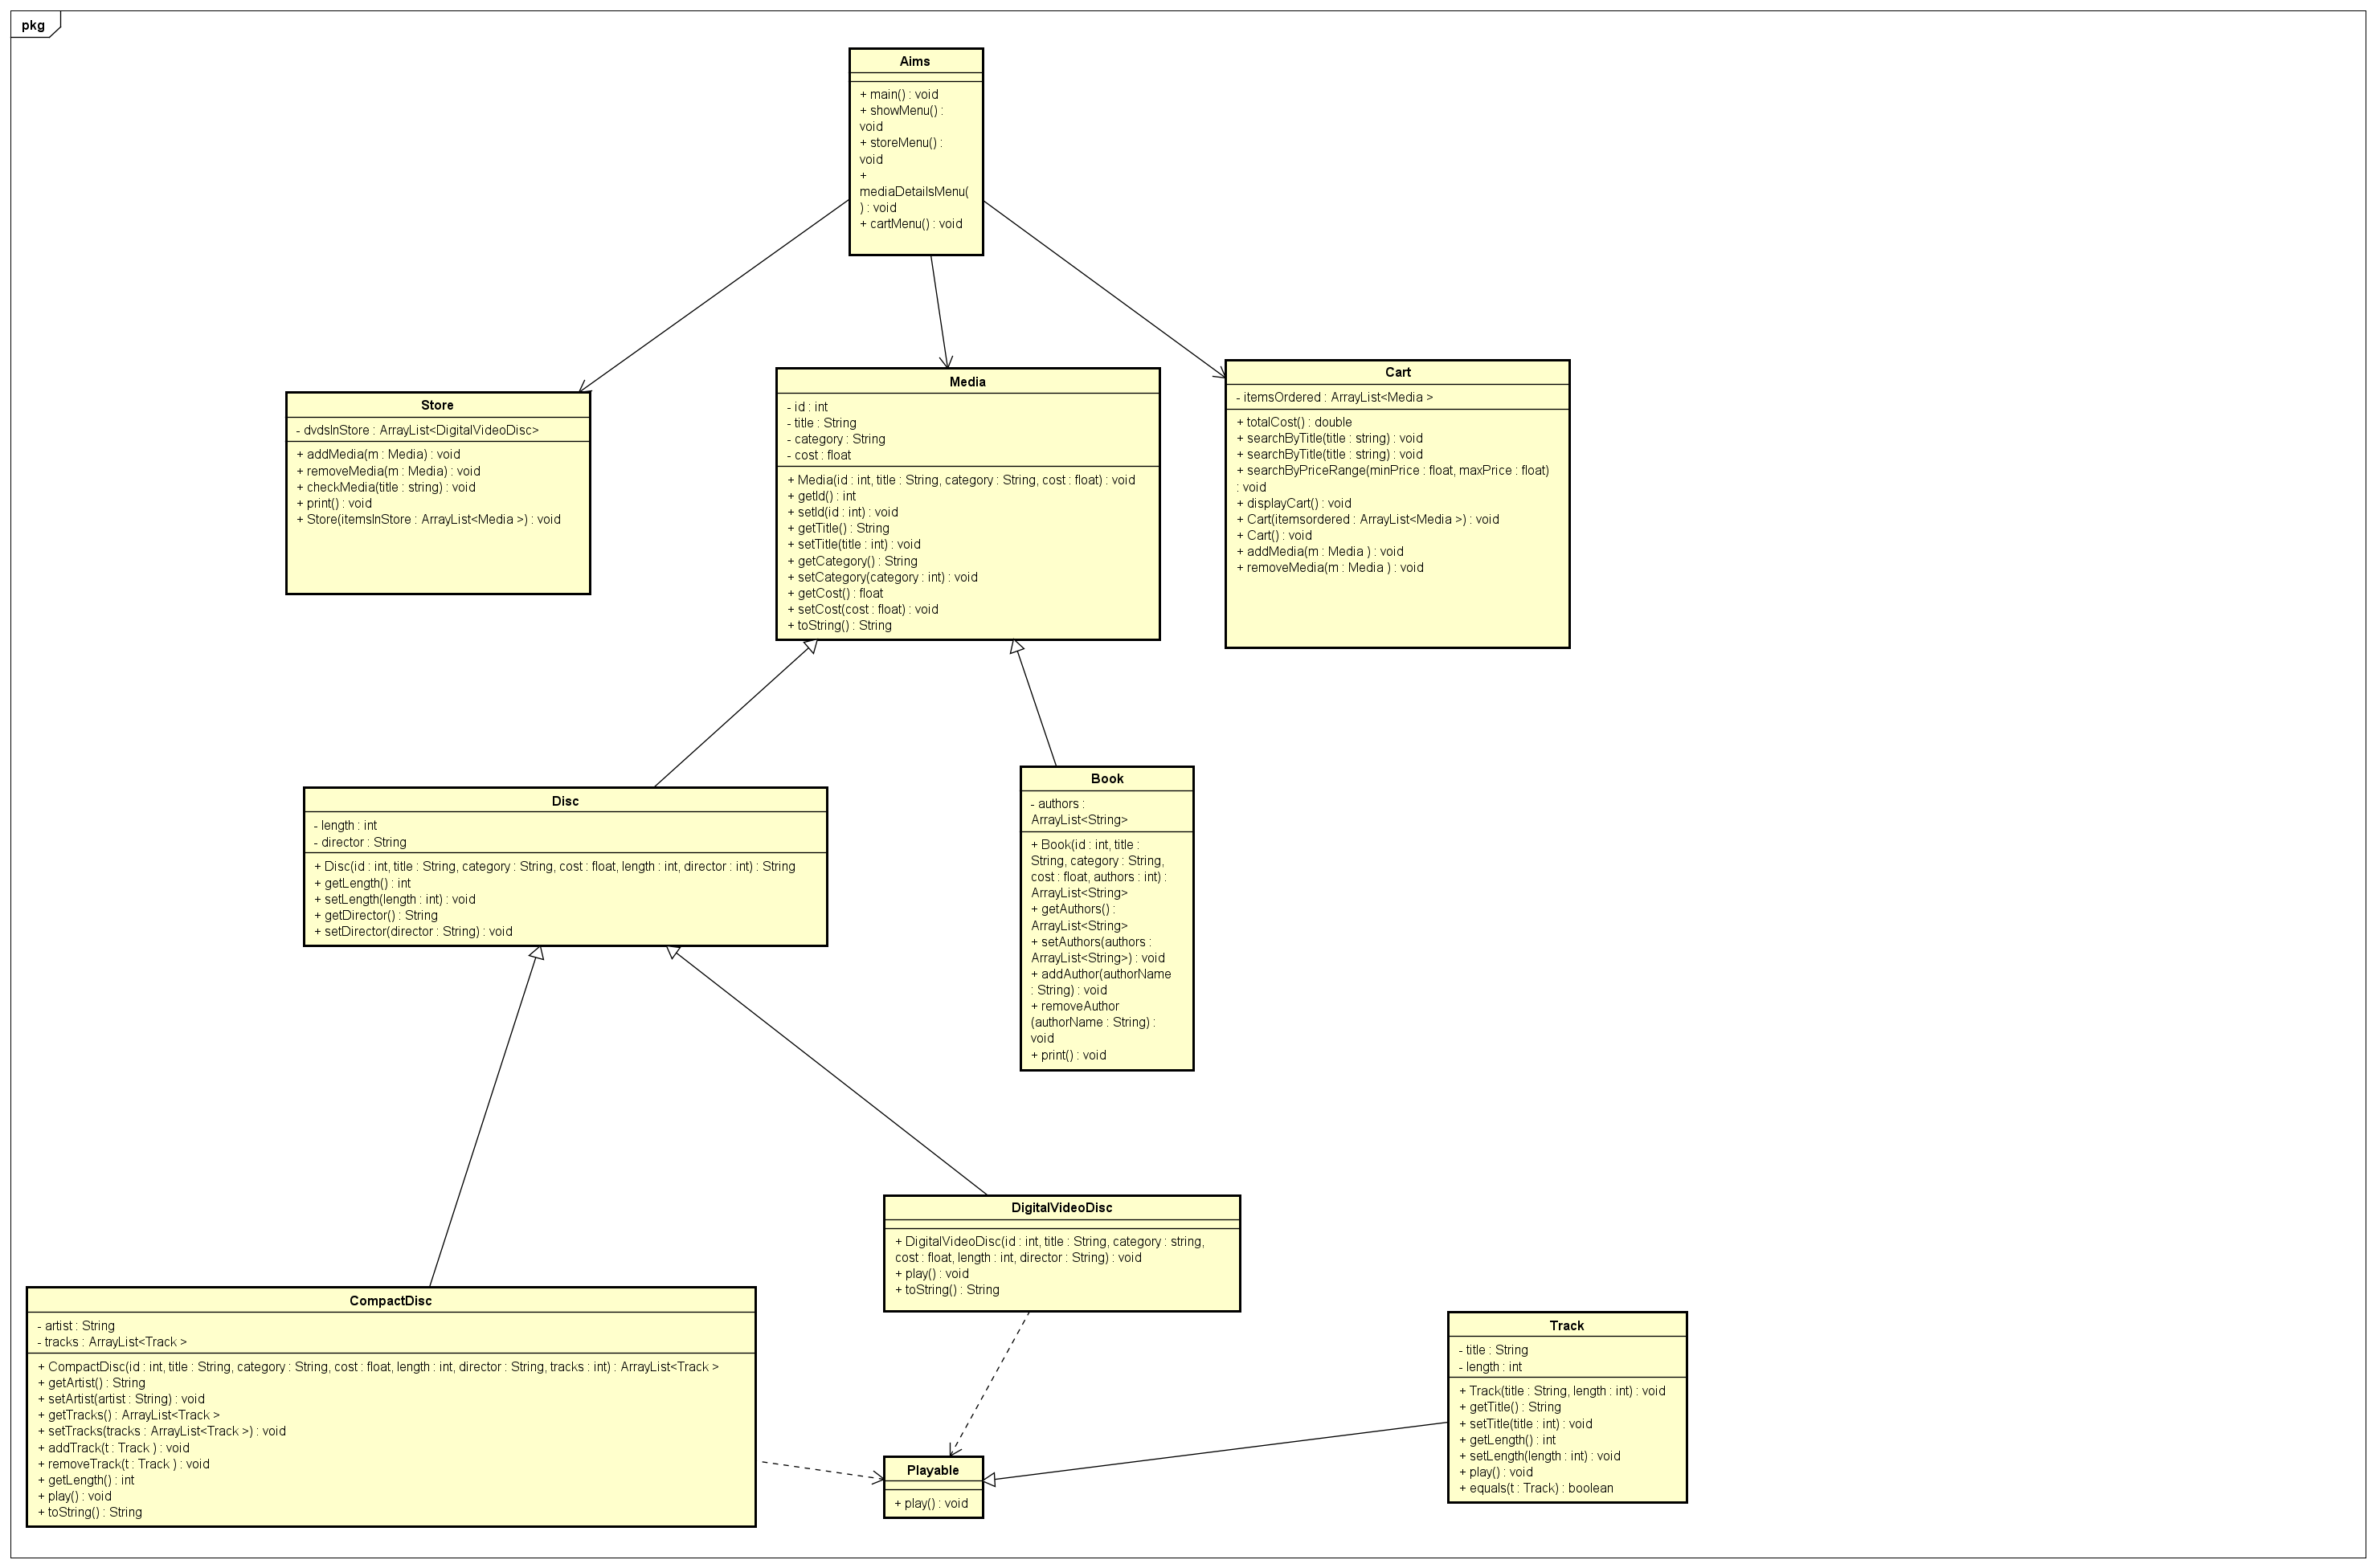 pkg
Aims
+ main() : void
+ showMenu() :
void
+ storeMenu() :
void
+
mediaDetailsMenu(
) : void
+ cartMenu() : void
Store
- dvdsInStore : ArrayList<DigitalVideoDisc>
+ addMedia(m : Media) : void
+ removeMedia(m : Media) : void
+ checkMedia(title : string) : void
+ print() : void
+ Store(itemsInStore : ArrayList<Media >) : void
Media
- id : int
- title : String
- category : String
- cost : float
+ Media(id : int, title : String, category : String, cost : float) : void
+ getId() : int
+ setId(id : int) : void
+ getTitle() : String
+ setTitle(title : int) : void
+ getCategory() : String
+ setCategory(category : int) : void
+ getCost() : float
+ setCost(cost : float) : void
+ toString() : String
Cart
- itemsOrdered : ArrayList<Media >
+ totalCost() : double
+ searchByTitle(title : string) : void
+ searchByTitle(title : string) : void
+ searchByPriceRange(minPrice : float, maxPrice : float)
: void
+ displayCart() : void
+ Cart(itemsordered : ArrayList<Media >) : void
+ Cart() : void
+ addMedia(m : Media ) : void
+ removeMedia(m : Media ) : void
Disc
- length : int
- director : String
+ Disc(id : int, title : String, category : String, cost : float, length : int, director : int) : String
+ getLength() : int
+ setLength(length : int) : void
+ getDirector() : String
+ setDirector(director : String) : void
Book
- authors :
ArrayList<String>
+ Book(id : int, title :
String, category : String,
cost : float, authors : int) :
ArrayList<String>
+ getAuthors() :
ArrayList<String>
+ setAuthors(authors :
ArrayList<String>) : void
+ addAuthor(authorName
: String) : void
+ removeAuthor
(authorName : String) :
void
+ print() : void
DigitalVideoDisc
+ DigitalVideoDisc(id : int, title : String, category : string,
cost : float, length : int, director : String) : void
+ play() : void
+ toString() : String
CompactDisc
- artist : String
- tracks : ArrayList<Track >
+ CompactDisc(id : int, title : String, category : String, cost : float, length : int, director : String, tracks : int) : ArrayList<Track >
+ getArtist() : String
+ setArtist(artist : String) : void
+ getTracks() : ArrayList<Track >
+ setTracks(tracks : ArrayList<Track >) : void
+ addTrack(t : Track ) : void
+ removeTrack(t : Track ) : void
+ getLength() : int
+ play() : void
+ toString() : String
Playable
+ play() : void
Track
- title : String
- length : int
+ Track(title : String, length : int) : void
+ getTitle() : String
+ setTitle(title : int) : void
+ getLength() : int
+ setLength(length : int) : void
+ play() : void
+ equals(t : Track) : boolean